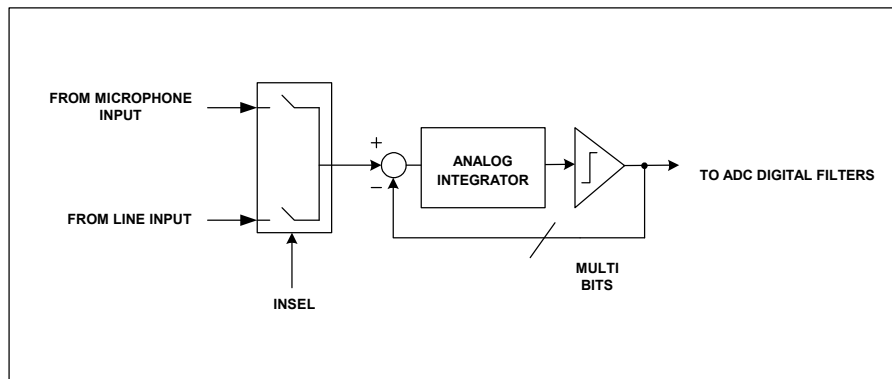 FROM MICROPHONE
INPUT
+
−
ANALOG
INTEGRATOR
TO ADC DIGITAL FILTERS
FROM LINE INPUT
MULTI
BITS
INSEL